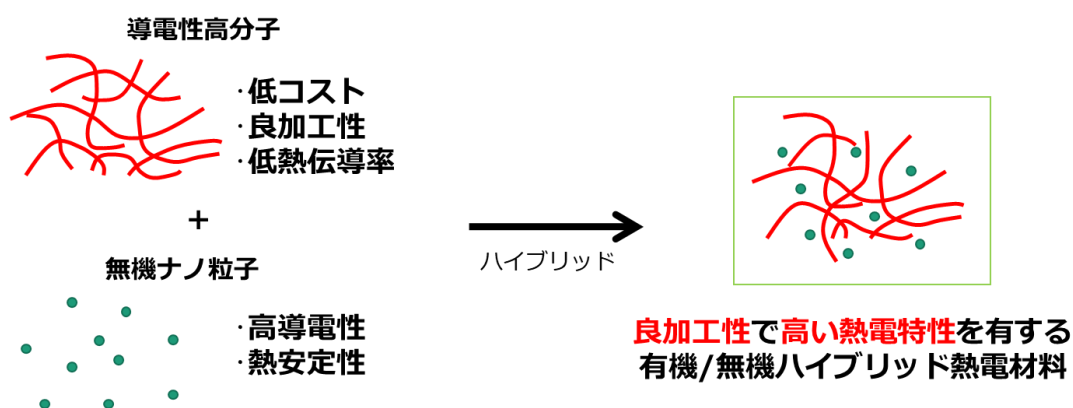 導電性高分子
·低コスト
·良加工性
·低熱伝導率
+
無機ナノ粒子
·高導電性
·熱安定性
ハイブリッド
良加工性で高い熱電特性を有する
有機/無機ハイブリッド熱電材料